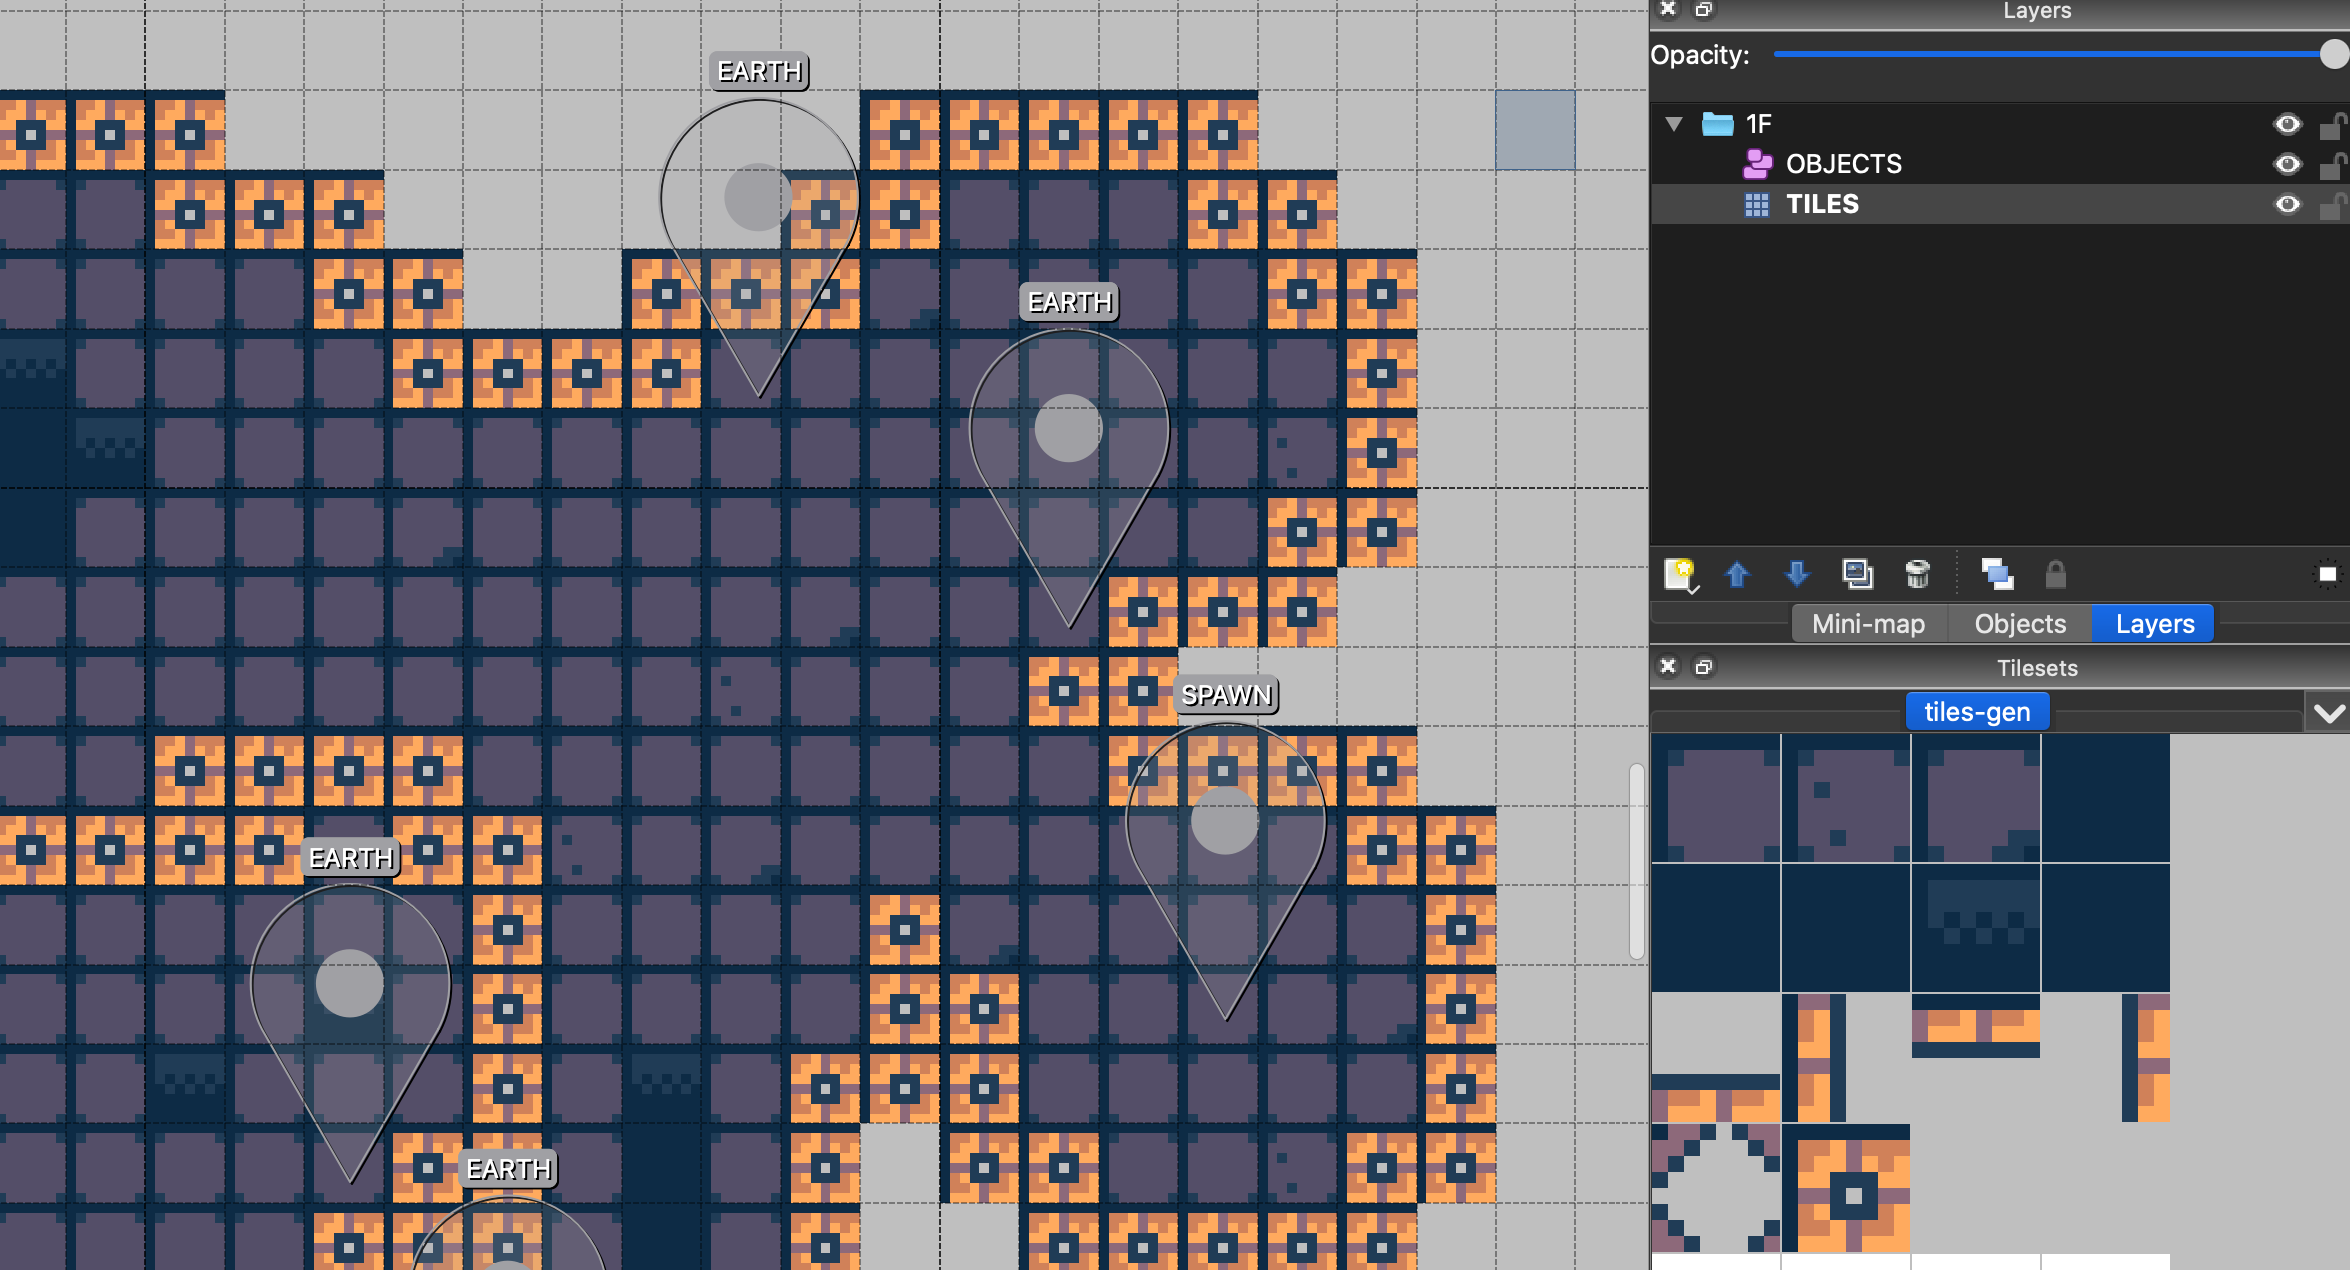 Layers
Opacity:
1F
OBJECTS
TILES
Mini-map
Objects
Layers
Tilesets
tiles-gen
EARTH
EARTH
SPAWN
EARTH
EARTH